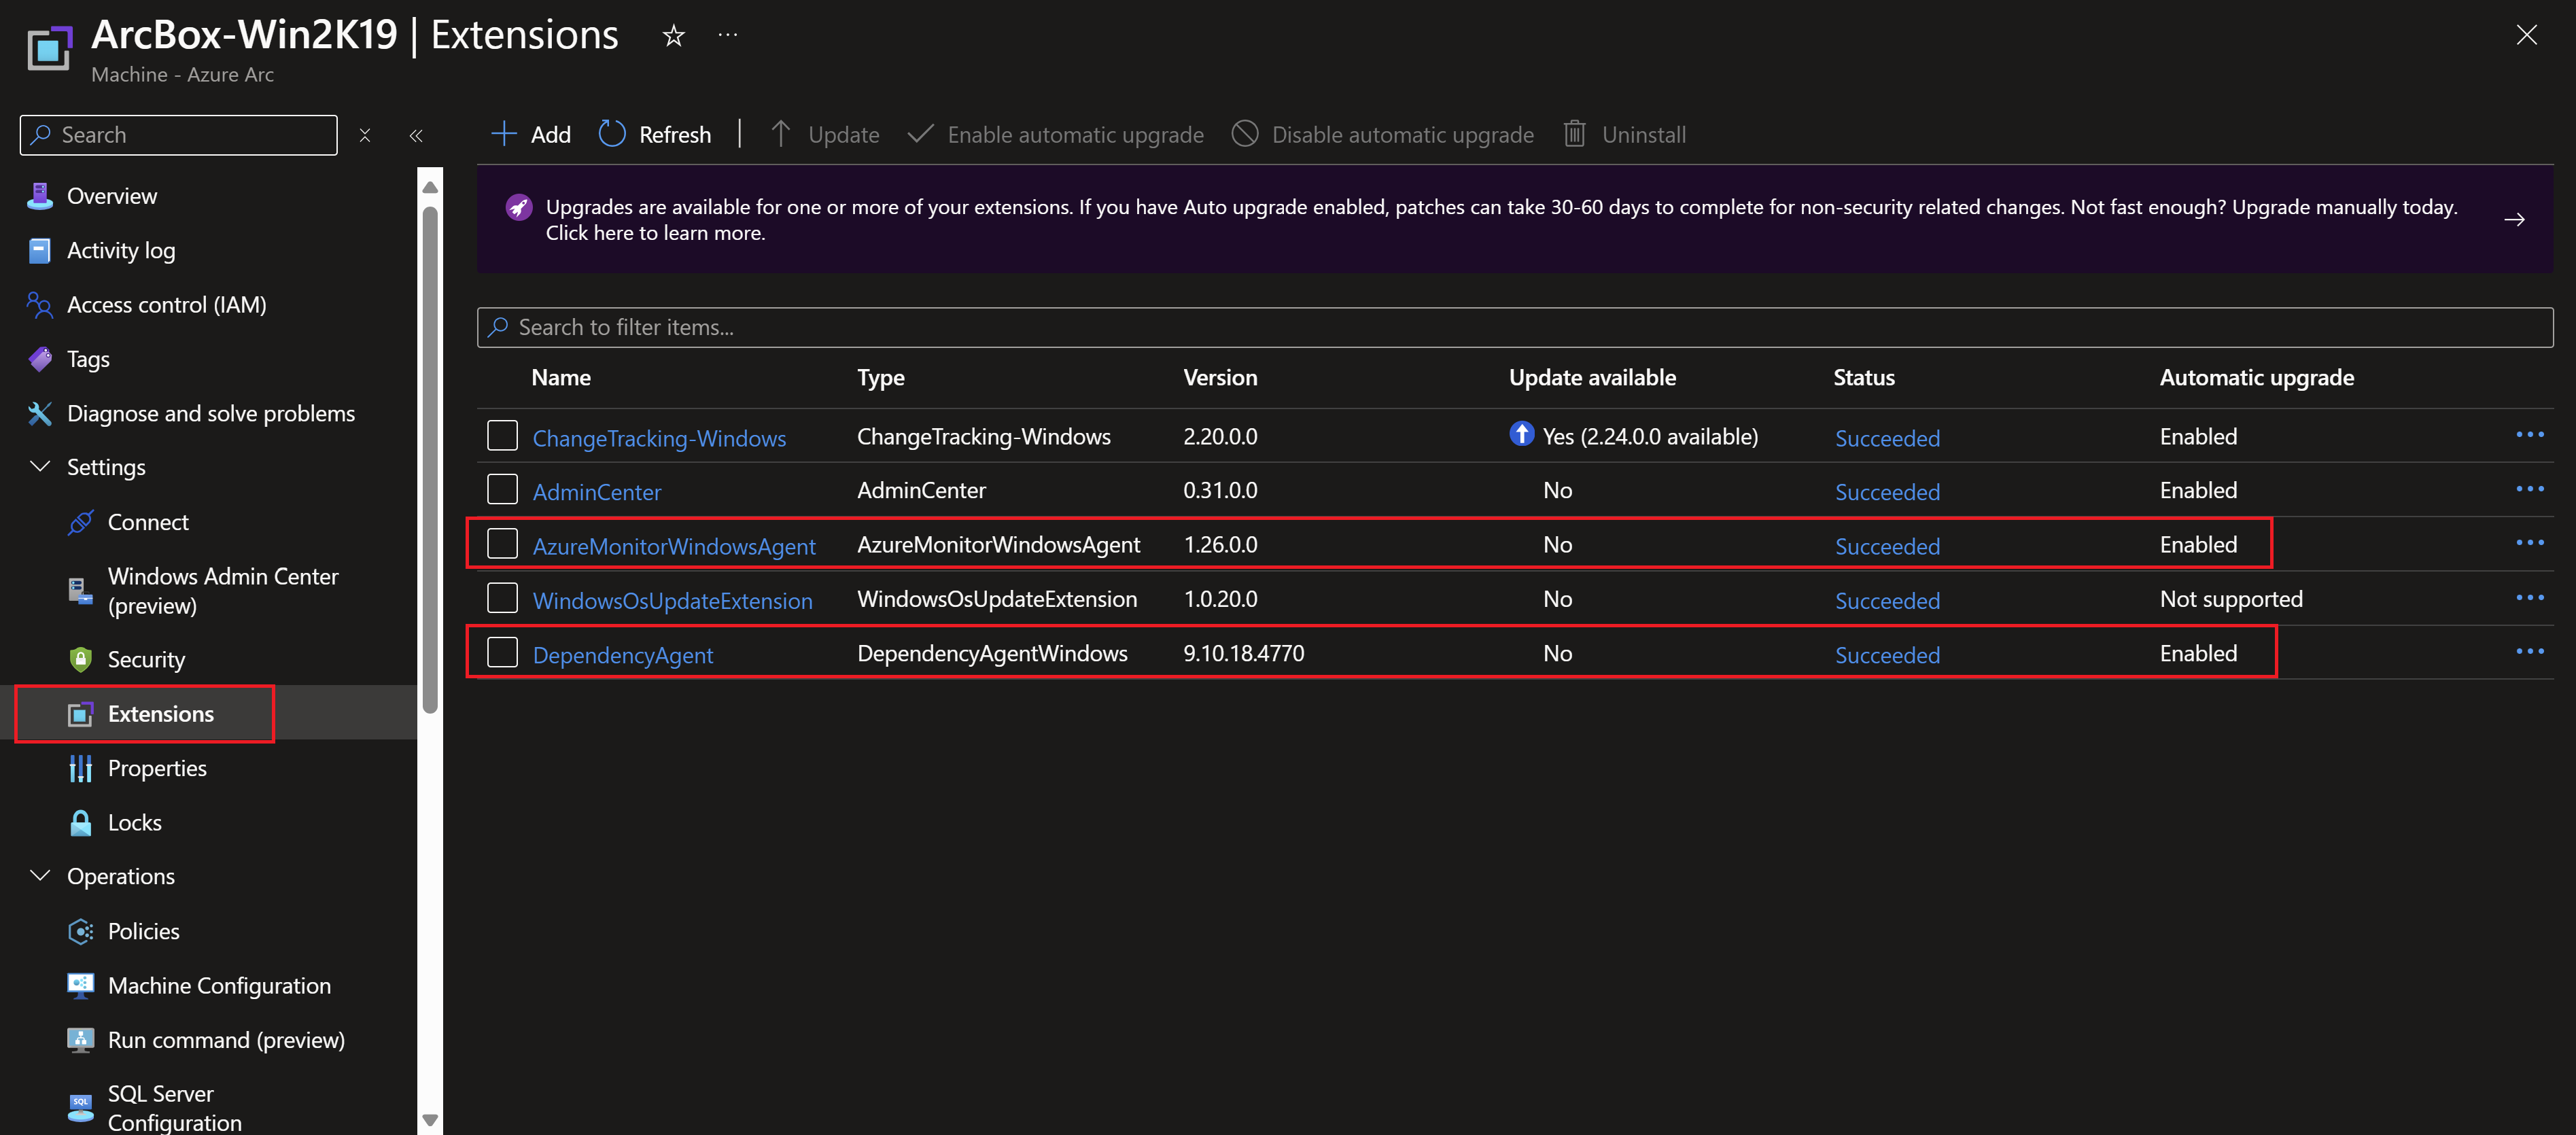 ArcBox-Win2K19 | Extensions
Machine - Azure Arc
Search
Add
Refresh
Update
Enable automatic upgrade
Disable automatic upgrade
Uninstall
Overview
Activity log
Access control (IAM)
Tags
Diagnose and solve problems
Settings
Connect
Windows Admin Center
(preview)
Security
Extensions
Properties
Locks
Operations
Policies
Machine Configuration
Run command (preview)
SQL
SQL Server
Configuration
Upgrades are available for one or more of your extensions. If you have Auto upgrade enabled, patches can take 30-60 days to complete for non-security related changes. Not fast enough? Upgrade manually today.
Click here to learn more.
Search to filter items...
Name Type Version Update available Status Automatic upgrade
ChangeTracking-Windows ChangeTracking-Windows 2.20.0.0 Yes (2.24.0.0 available) Succeeded Enabled
AdminCenter AdminCenter 0.31.0.0 No Succeeded Enabled
AzureMonitorWindowsAgent AzureMonitorWindowsAgent 1.26.0.0 No Succeeded Enabled
WindowsOsUpdateExtension WindowsOsUpdateExtension 1.0.20.0 No Succeeded Not supported
DependencyAgent DependencyAgentWindows 9.10.18.4770 No Succeeded Enabled